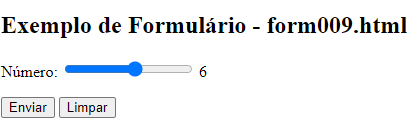 Exemplo de Formulário - form009.html
Número: 6
Enviar Limpar